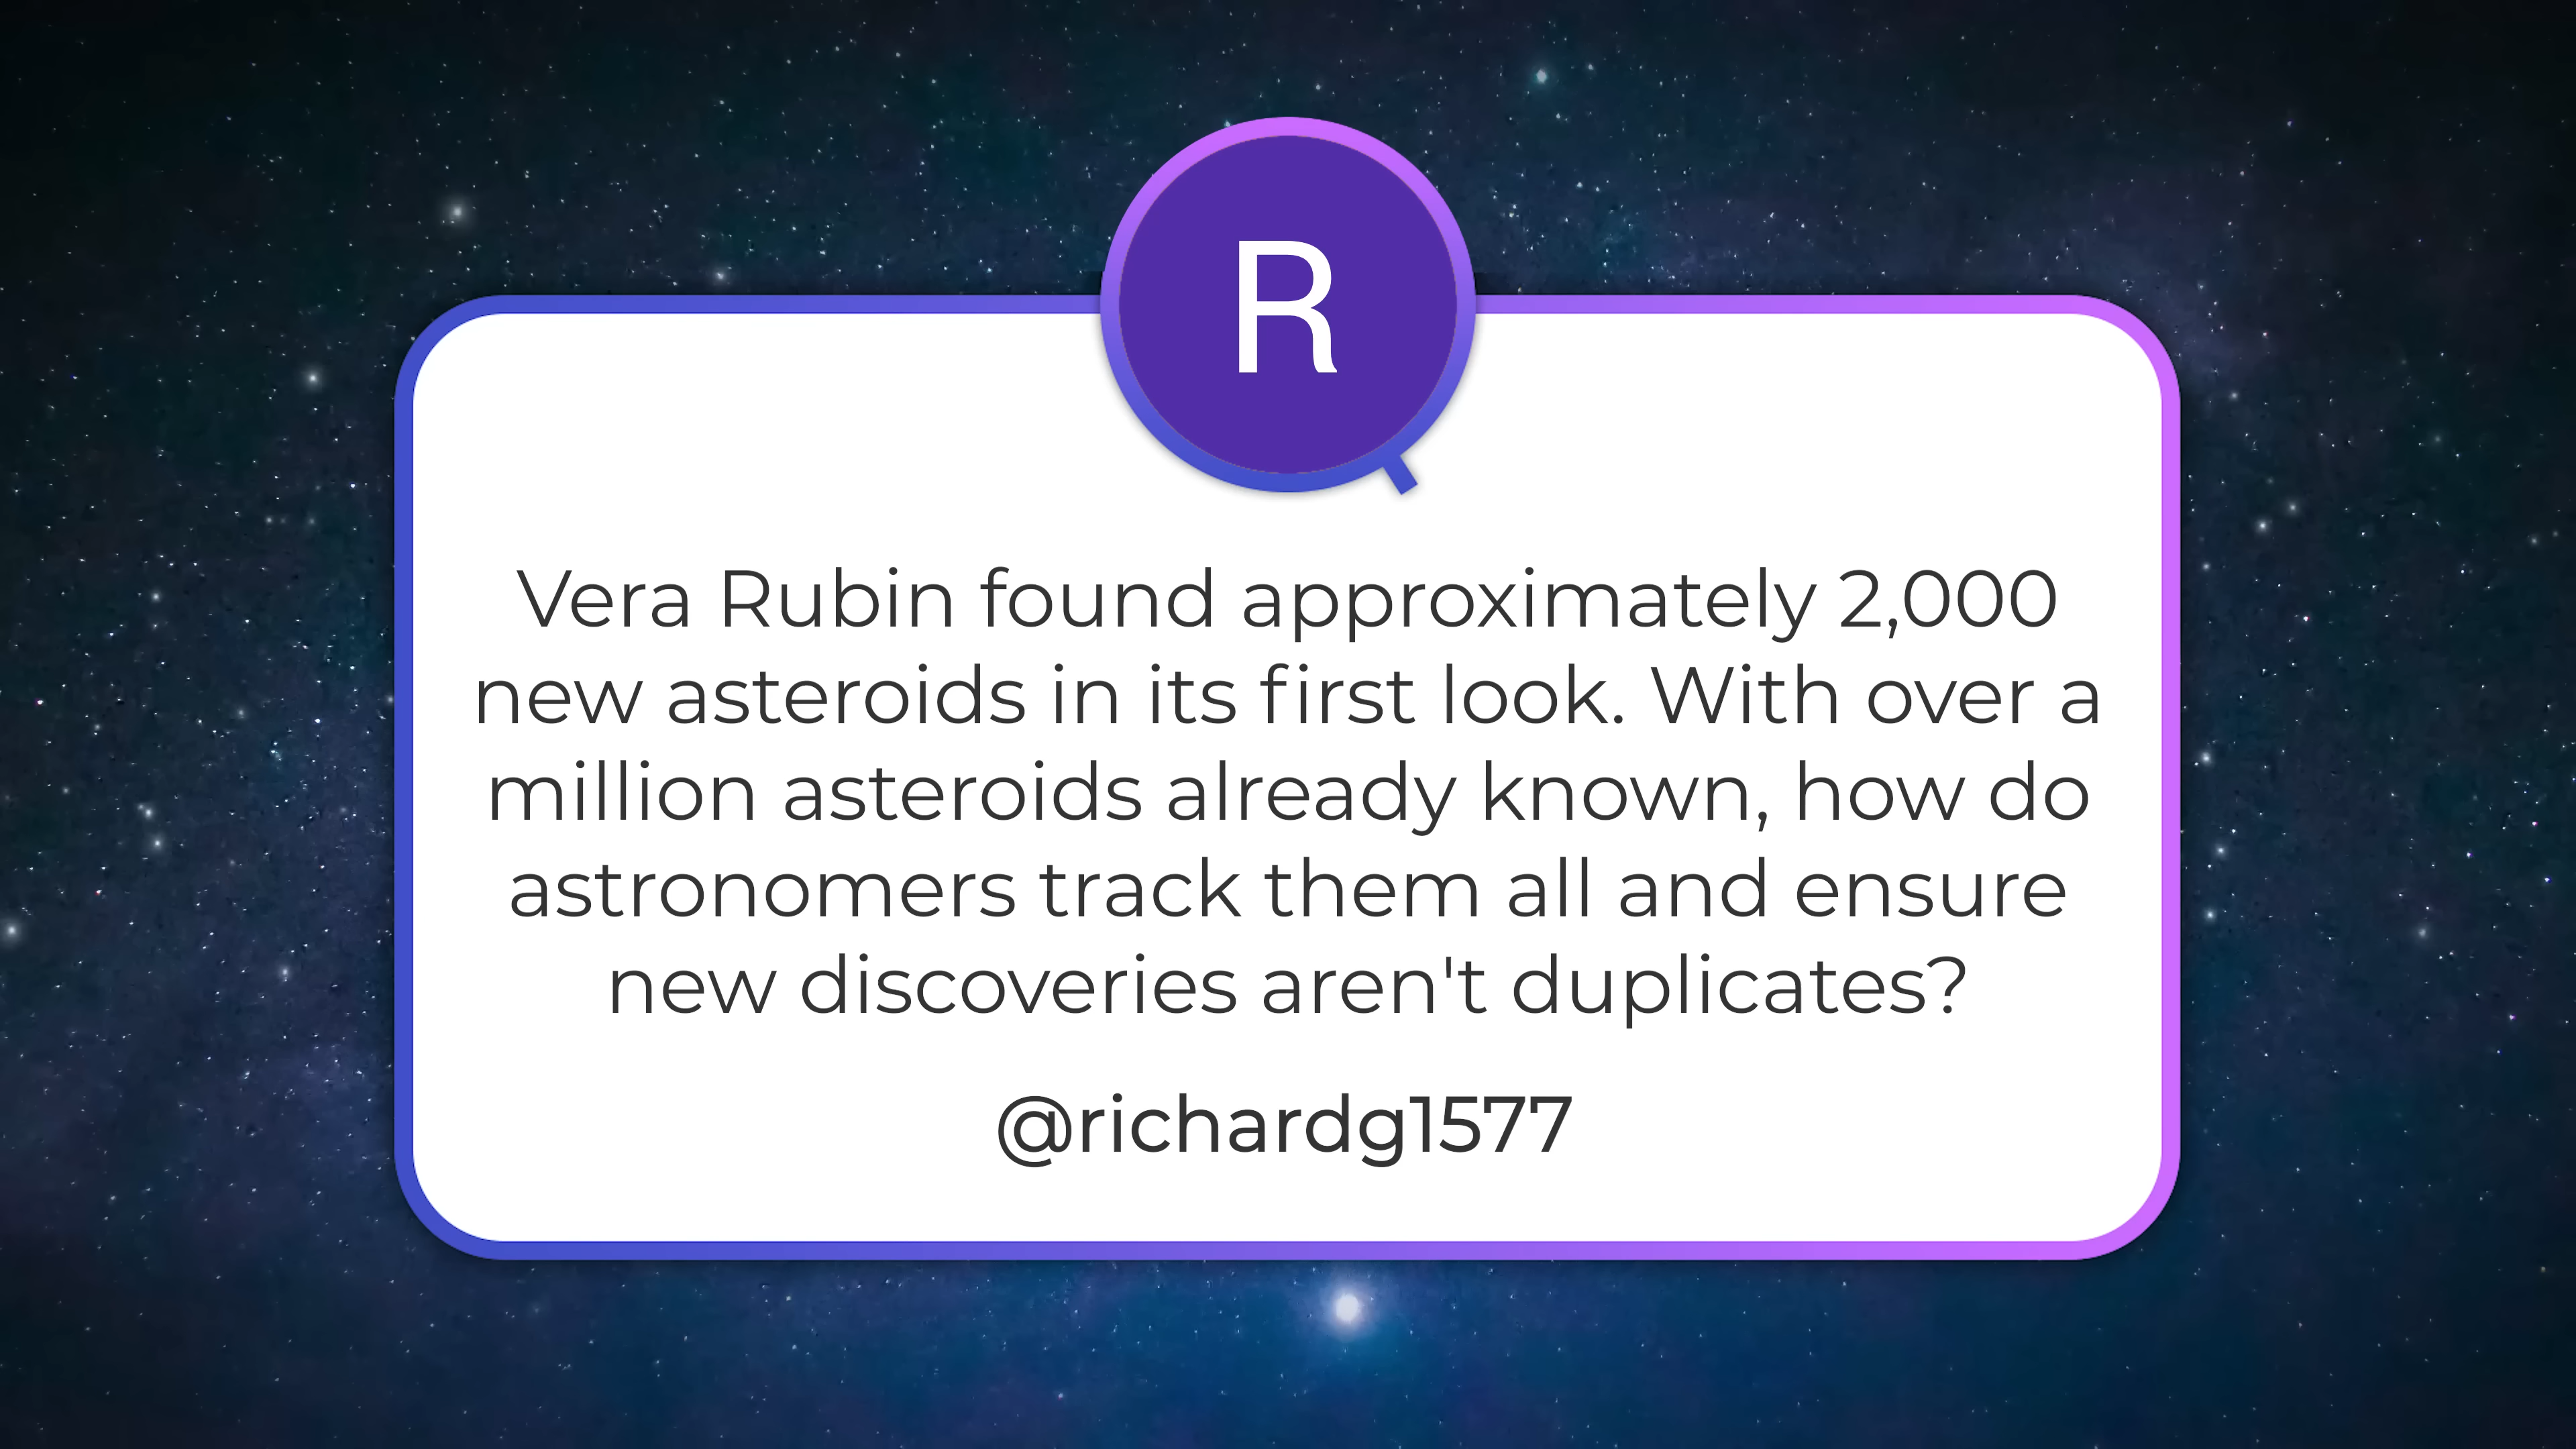 R
Vera Rubin found approximately 2,000
new asteroids in its first look. With over a
million asteroids already known, how do
astronomers track them all and ensure
new discoveries aren't duplicates?
@richardg1577